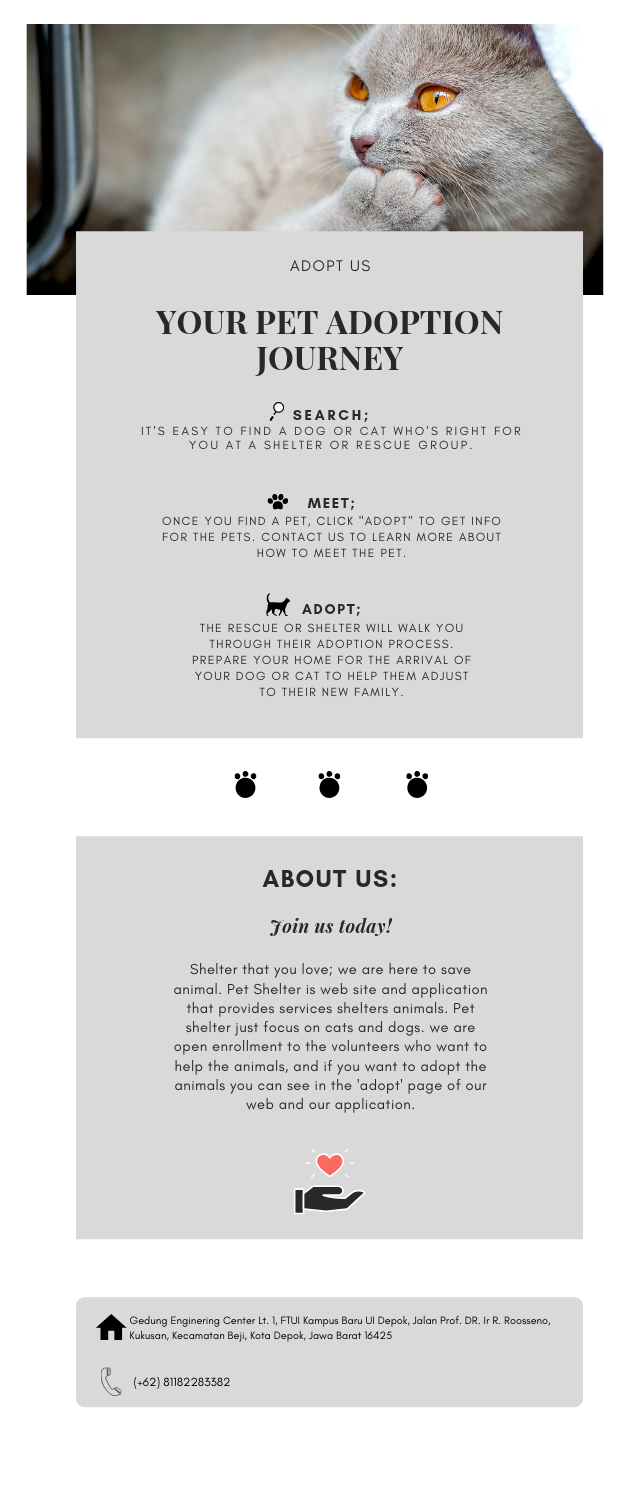 ADOPT US
YOUR PET ADOPTION
JOURNEY
SEARCH;
IT'S EASY TO FIND A DOG OR CAT WHO'S RIGHT FOR
YOU AT A SHELTER OR RESCUE GROUP.
MEET;
ONCE YOU FIND A PET, CLICK "ADOPT" TO GET INFO
FOR THE PETS. CONTACT US TO LEARN MORE ABOUT
HOW TO MEET THE PET.
ADOPT;
THE RESCUE OR SHELTER WILL WALK YOU
THROUGH THEIR ADOPTION PROCESS.
PREPARE YOUR HOME FOR THE ARRIVAL OF
YOUR DOG OR CAT TO HELP THEM ADJUST
TO THEIR NEW FAMILY.
ABOUT US:
Join us today!
Shelter that you love; we are here to save
animal. Pet Shelter is web site and application
that provides services shelters animals. Pet
shelter just focus on cats and dogs. we are
open enrollment to the volunteers who want to
help the animals, and if you want to adopt the
animals you can see in the 'adopt' page of our
web and our application.
Gedung Enginering Center Lt. 1, FTUI Kampus Baru UI Depok, Jalan Prof. DR. Ir R. Roosseno,
Kukusan, Kecamatan Beji, Kota Depok, Jawa Barat 16425
(+62) 81182283382